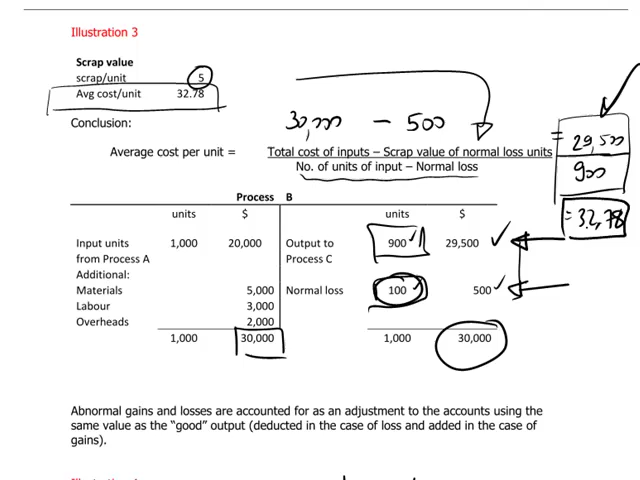 Illustration 3
Scrap value
scrap/unit 5
Avg cost/unit 32.78
Conclusion:
30,000 - 500
Average cost per unit = Total cost of inputs – Scrap value of normal loss units
No. of units of input – Normal loss
= 29,500
900
= 32,78
Process B
units $ units $
Input units 1,000 20,000 Output to 900 29,500
from Process A Process C
Additional:
Materials 5,000 Normal loss 100 500
Labour 3,000
Overheads 2,000
1,000 30,000 1,000 30,000
Abnormal gains and losses are accounted for as an adjustment to the accounts using the
same value as the “good” output (deducted in the case of loss and added in the case of
gains).